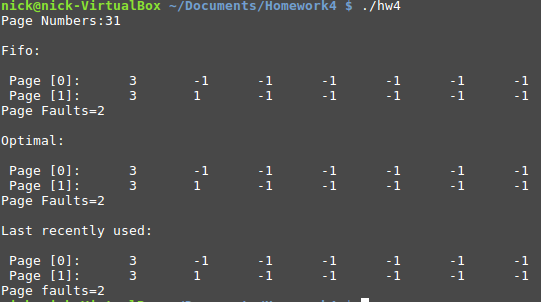 nick@nick-VirtualBox ~/Documents/Homework4 $ ./hw4
Page Numbers:31
Fifo:
Page [0]: 3 -1 -1 -1 -1 -1 -1
Page [1]: 3 1 -1 -1 -1 -1 -1
Page Faults=2
Optimal:
Page [0]: 3 -1 -1 -1 -1 -1 -1
Page [1]: 3 1 -1 -1 -1 -1 -1
Page Faults=2
Last recently used:
Page [0]: 3 -1 -1 -1 -1 -1 -1
Page [1]: 3 1 -1 -1 -1 -1 -1
Page faults=2